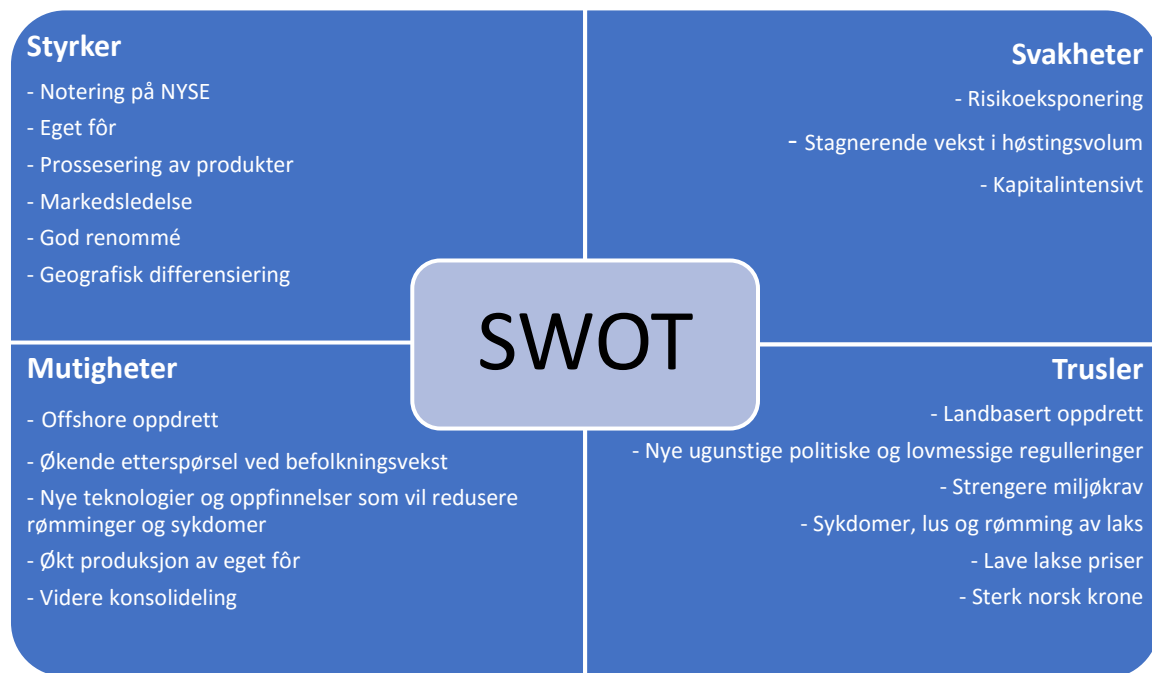 Styrker
- Notering på NYSE
- Eget fôr
- Prossesering av produkter
- Markedsledelse
- God renommé
- Geografisk differensiering
Svakheter
- Risikoeksponering
- Stagnerende vekst i høstingsvolum
- Kapitalintensivt
SWOT
Mutigheter
- Offshore oppdrett
- Økende etterspørsel ved befolkningsvekst
- Nye teknologier og oppfinnelser som vil redusere
rømminger og sykdomer
- Økt produksjon av eget fôr
- Videre konsolideling
Trusler
- Landbasert oppdrett
- Nye ugunstige politiske og lovmessige regulleringer
- Strengere miljøkrav
- Sykdomer, lus og rømming av laks
- Lave lakse priser
- Sterk norsk krone